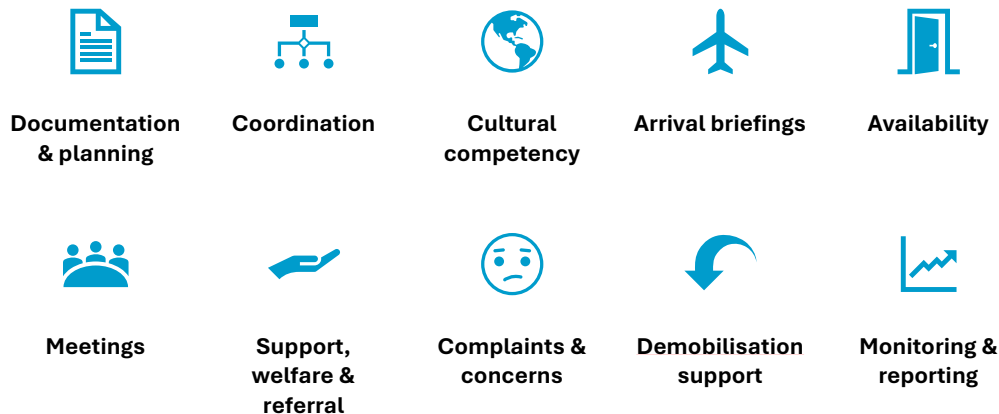 Documentation
& planning
Coordination
Cultural
competency
Arrival briefings
Availability
Meetings
Support,
welfare &
referral
Complaints &
concerns
Demobilisation
support
Monitoring &
reporting